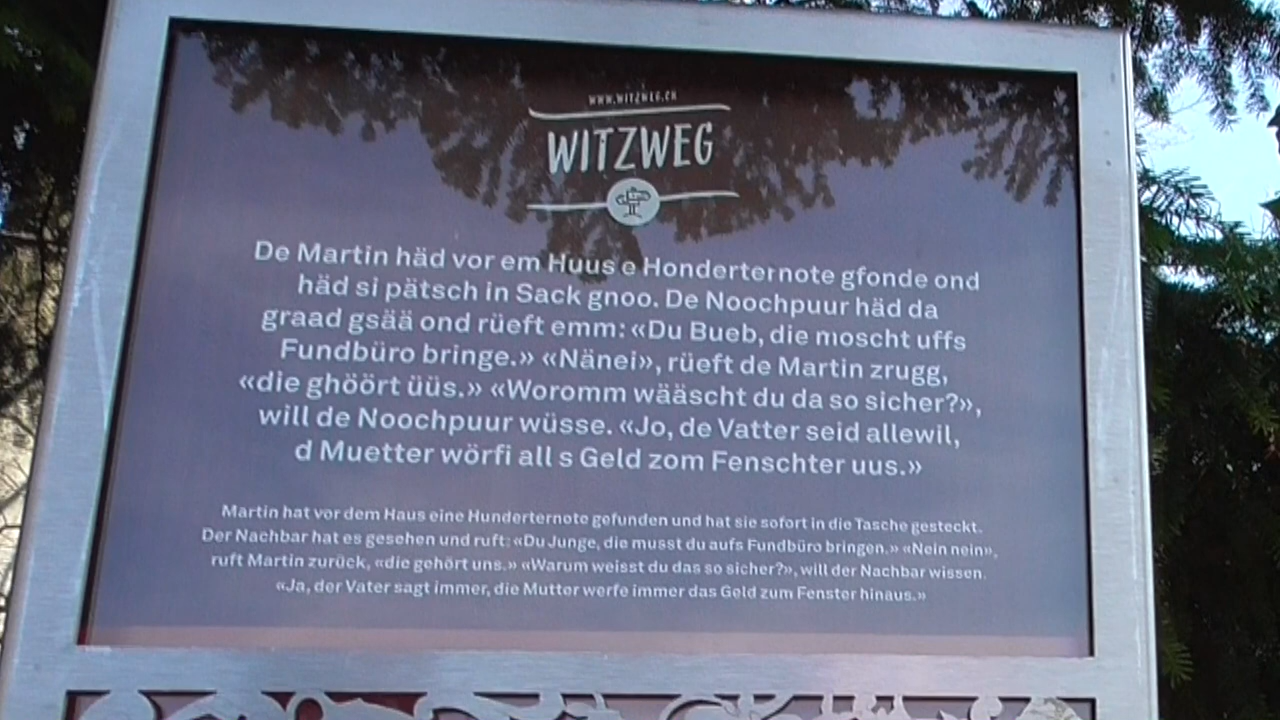 WWW.WITZWEG.CH
WITZWEG
De Martin häd vor em Huus e Honderternote gfonde ond
häd si pätsch in Sack gnoo. De Noochpuur häd da
graad gsää ond rüeft emm: «Du Bueb, die moscht uffs
Fundbüro bringe.» «Nänei», rüeft de Martin zrugg,
«die ghöört üüs.» «Woromm wääscht du da so sicher?»,
will de Noochpuur wüsse. «Jo, de Vatter seid allewil,
d Muetter wörfi all s Geld zom Fenschter uus.»
Martin hat vor dem Haus eine Hunderternote gefunden und hat sie sofort in die Tasche gesteckt.
Der Nachbar hat es gesehen und ruft: «Du Junge, die musst du aufs Fundbüro bringen.» «Nein nein»,
ruft Martin zurück, «die gehört uns.» «Warum weisst du das so sicher?», will der Nachbar wissen.
«Ja, der Vater sagt immer, die Mutter werfe immer das Geld zum Fenster hinaus.»